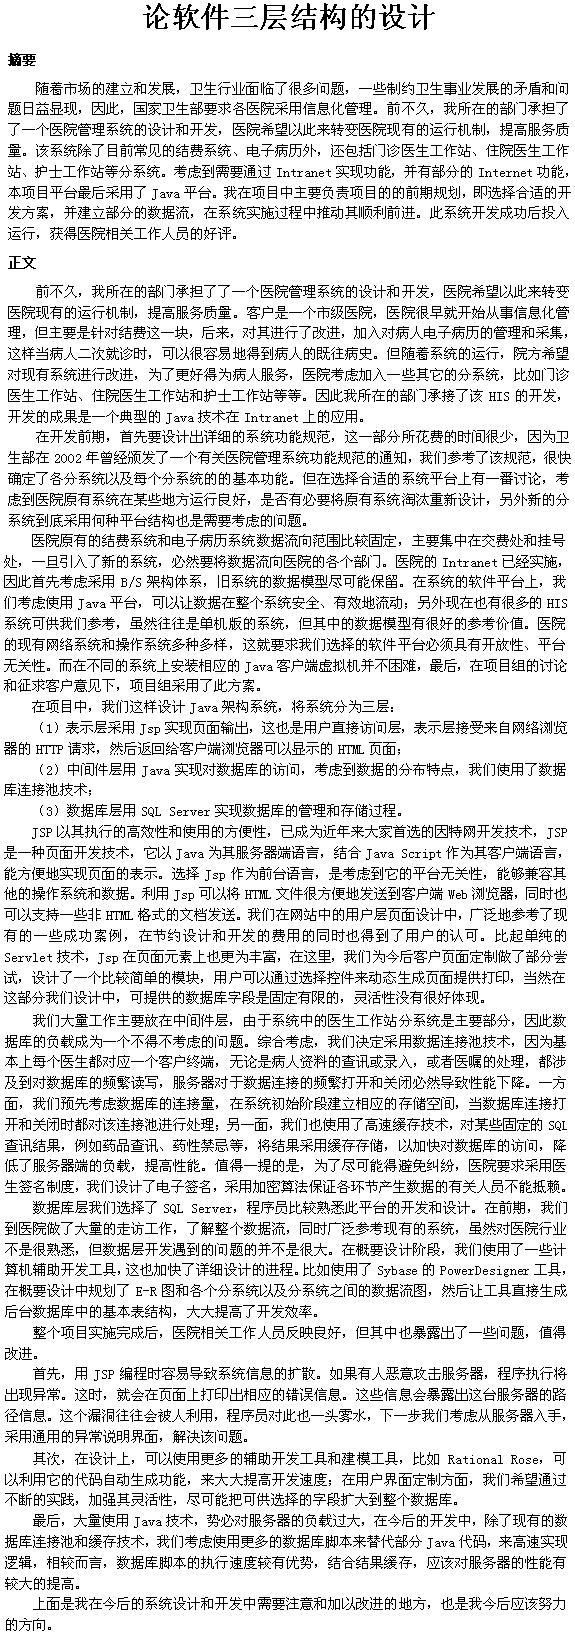 论软件三层结构的设计
摘要
随着市场的建立和发展，卫生行业面临了很多问题，一些制约卫生事业发展的矛盾和问
题日益显现，因此，国家卫生部要求各医院采用信息化管理。前不久，我所在的部门承担了
了一个医院管理系统的设计和开发，医院希望以此来转变医院现有的运行机制，提高服务质
量。该系统除了目前常见的结费系统、电子病历外，还包括门诊医生工作站、住院医生工作
站、护士工作站等分系统。考虑到需要通过 Intranet 实现功能，并有部分的 Internet 功能，
本项目平台最后采用了 Java 平台。我在项目中主要负责项目的的前期规划，即选择合适的开
发方案，并建立部分的数据流，在系统实施过程中推动其顺利前进。此系统开发成功后投入
运行，获得医院相关工作人员的好评。
正文
前不久，我所在的部门承担了了一个医院管理系统的设计和开发，医院希望以此来转变
医院现有的运行机制，提高服务质量。客户是一个市级医院，医院很早就开始从事信息化管
理，但主要是针对结费这一块，后来，对其进行了改进，加入对病人电子病历的管理和采集，
这样当病人二次就诊时，可以很容易地得到病人的既往病史。但随着系统的运行，院方希望
对现有系统进行改进，为了更好得为病人服务，医院考虑加入一些其它的分系统，比如门诊
医生工作站、住院医生工作站和护士工作站等等。因此我所在的部门承接了该 HIS 的开发，
开发的成果是一个典型的 Java 技术在 Intranet 上的应用。
在开发前期，首先要设计出详细的系统功能规范，这一部分所花费的时间很少，因为卫
生部在 2002 年曾经颁发了一个有关医院管理系统功能规范的通知，我们参考了该规范，很快
确定了各分系统以及每个分系统的的基本功能。但在选择合适的系统平台上有一番讨论，考
虑到医院原有系统在某些地方运行良好，是否有必要将原有系统淘汰重新设计，另外新的分
系统到底采用何种平台结构也是需要考虑的问题。
医院原有的结费系统和电子病历系统数据流向范围比较固定，主要集中在交费处和挂号
处，一旦引入了新的系统，必然要将数据流向医院的各个部门。医院的 Intranet 已经实施，
因此首先考虑采用 B/S 架构体系，旧系统的数据模型尽可能保留。在系统的软件平台上，我
们考虑使用 Java 平台，可以让数据在整个系统安全、有效地流动；另外现在也有很多的 HIS
系统可供我们参考，虽然往往是单机版的系统，但其中的数据模型有很好的参考价值。医院
的现有网络系统和操作系统多种多样，这就要求我们选择的软件平台必须具有开放性、平台
无关性。而在不同的系统上安装相应的 Java 客户端虚拟机并不困难，最后，在项目组的讨论
和征求客户意见下，项目组采用了此方案。
在项目中，我们这样设计 Java 架构系统，将系统分为三层：
（1）表示层采用 Jsp 实现页面输出，这也是用户直接访问层，表示层接受来自网络浏览
器的 HTTP 请求，然后返回给客户端浏览器可以显示的 HTML 页面；
（2）中间件层用 Java 实现对数据库的访问，考虑到数据的分布特点，我们使用了数据
库连接池技术；
（3）数据库层用 SQL Server 实现数据库的管理和存储过程。
JSP 以其执行的高效性和使用的方便性，已成为近年来大家首选的因特网开发技术，JSP
是一种页面开发技术，它以 Java 为其服务器端语言，结合 Java Script 作为其客户端语言，
能方便地实现页面的表示。选择 Jsp 作为前台语言，是考虑到它的平台无关性，能够兼容其
他的操作系统和数据。利用 Jsp 可以将 HTML 文件很方便地发送到客户端 Web 浏览器，同时也
可以支持一些非 HTML 格式的文档发送。我们在网站中的用户层页面设计中，广泛地参考了现
有的一些成功案例，在节约设计和开发的费用的同时也得到了用户的认可。比起单纯的
Servlet 技术，Jsp 在页面元素上也更为丰富，在这里，我们为今后客户页面定制做了部分尝
试，设计了一个比较简单的模块，用户可以通过选择控件来动态生成页面提供打印，当然在
这部分我们设计中，可提供的数据库字段是固定有限的，灵活性没有很好体现。
我们大量工作主要放在中间件层，由于系统中的医生工作站分系统是主要部分，因此数
据库的负载成为一个不得不考虑的问题。综合考虑，我们决定采用数据连接池技术，因为基
本上每个医生都对应一个客户终端，无论是病人资料的查讯或录入，或者医嘱的处理，都涉
及到对数据库的频繁读写，服务器对于数据连接的频繁打开和关闭必然导致性能下降。一方
面，我们预先考虑数据库的连接量，在系统初始阶段建立相应的存储空间，当数据库连接打
开和关闭时都对该连接池进行处理；另一面，我们也使用了高速缓存技术，对某些固定的 SQL
查讯结果，例如药品查讯、药性禁忌等，将结果采用缓存存储，以加快对数据库的访问，降
低了服务器端的负载，提高性能。值得一提的是，为了尽可能得避免纠纷，医院要求采用医
生签名制度，我们设计了电子签名，采用加密算法保证各环节产生数据的有关人员不能抵赖。
数据库层我们选择了 SQL Server，程序员比较熟悉此平台的开发和设计。在前期，我们
到医院做了大量的走访工作，了解整个数据流，同时广泛参考现有的系统，虽然对医院行业
不是很熟悉，但数据层开发遇到的问题的并不是很大。在概要设计阶段，我们使用了一些计
算机辅助开发工具，这也加快了详细设计的进程。比如使用了 Sybase 的 PowerDesigner 工具，
在概要设计中规划了 E-R 图和各个分系统以及分系统之间的数据流图，然后让工具直接生成
后台数据库中的基本表结构，大大提高了开发效率。
整个项目实施完成后，医院相关工作人员反映良好，但其中也暴露出了一些问题，值得
改进。
首先，用 JSP 编程时容易导致系统信息的扩散。如果有人恶意攻击服务器，程序执行将
出现异常。这时，就会在页面上打印出相应的错误信息。这些信息会暴露出这台服务器的路
径信息。这个漏洞往往会被人利用，程序员对此也一头雾水，下一步我们考虑从服务器入手，
采用通用的异常说明界面，解决该问题。
其次，在设计上，可以使用更多的辅助开发工具和建模工具，比如 Rational Rose，可
以利用它的代码自动生成功能，来大大提高开发速度；在用户界面定制方面，我们希望通过
不断的实践，加强其灵活性，尽可能把可供选择的字段扩大到整个数据库。
最后，大量使用 Java 技术，势必对服务器的负载过大，在今后的开发中，除了现有的数
据库连接池和缓存技术，我们考虑使用更多的数据库脚本来替代部分 Java 代码，来高速实现
逻辑，相较而言，数据库脚本的执行速度较有优势，结合结果缓存，应该对服务器的性能有
较大的提高。
上面是我在今后的系统设计和开发中需要注意和加以改进的地方，也是我今后应该努力
的方向。